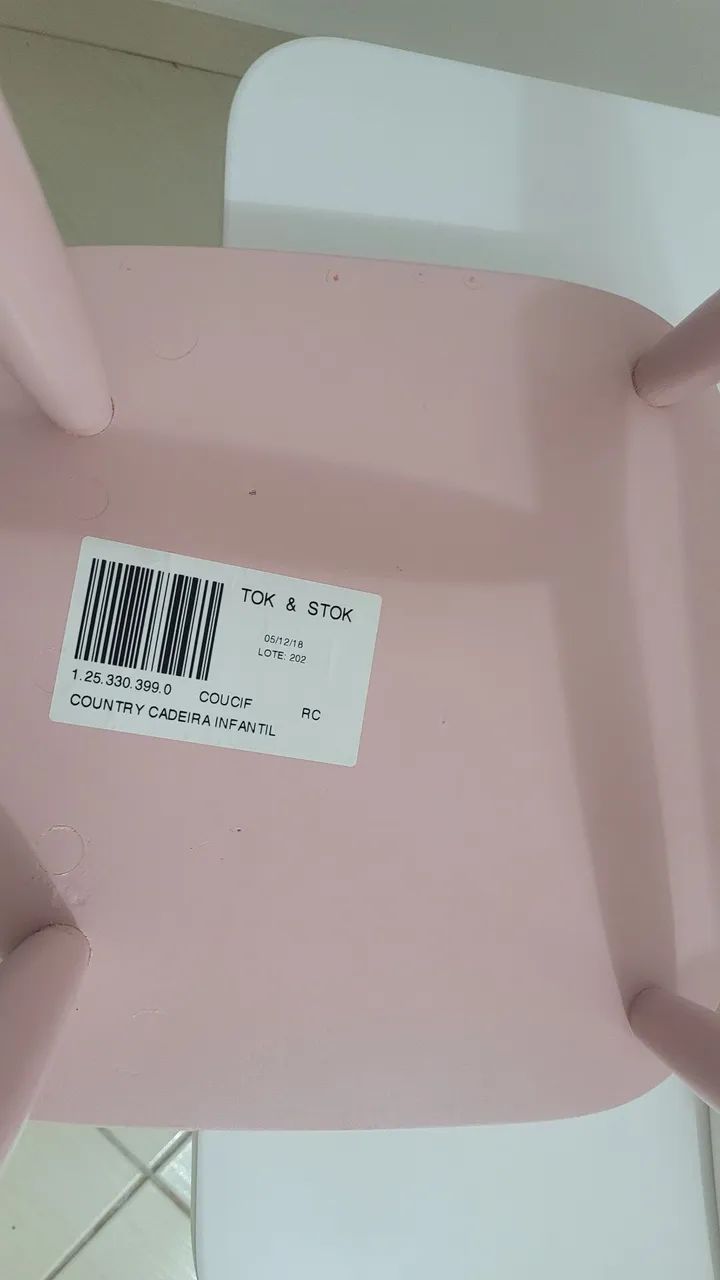 TOK & STOK
05/12/18
LOTE: 202
1.25.330.399.0 COUCIF RC
COUNTRY CADEIRA INFANTIL